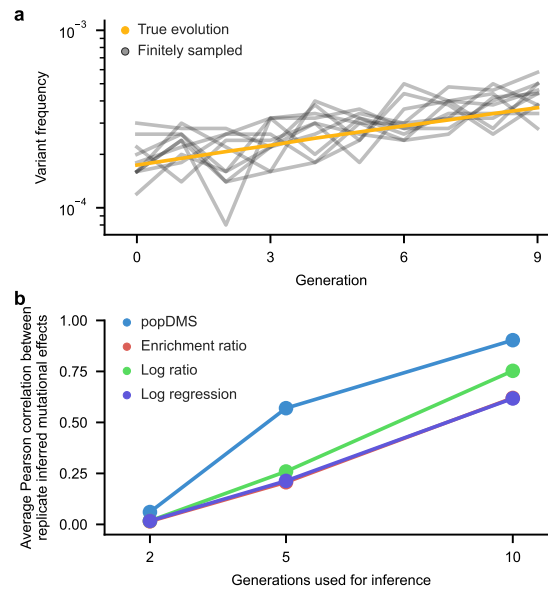 a
True evolution
Finitely sampled
10⁻³
10⁻⁴
Variant frequency
0 3 6 9
Generation
b
popDMS
Enrichment ratio
Log ratio
Log regression
1.00
0.75
0.50
0.25
0.00
Average Pearson correlation between
replicate inferred mutational effects
2 5 10
Generations used for inference